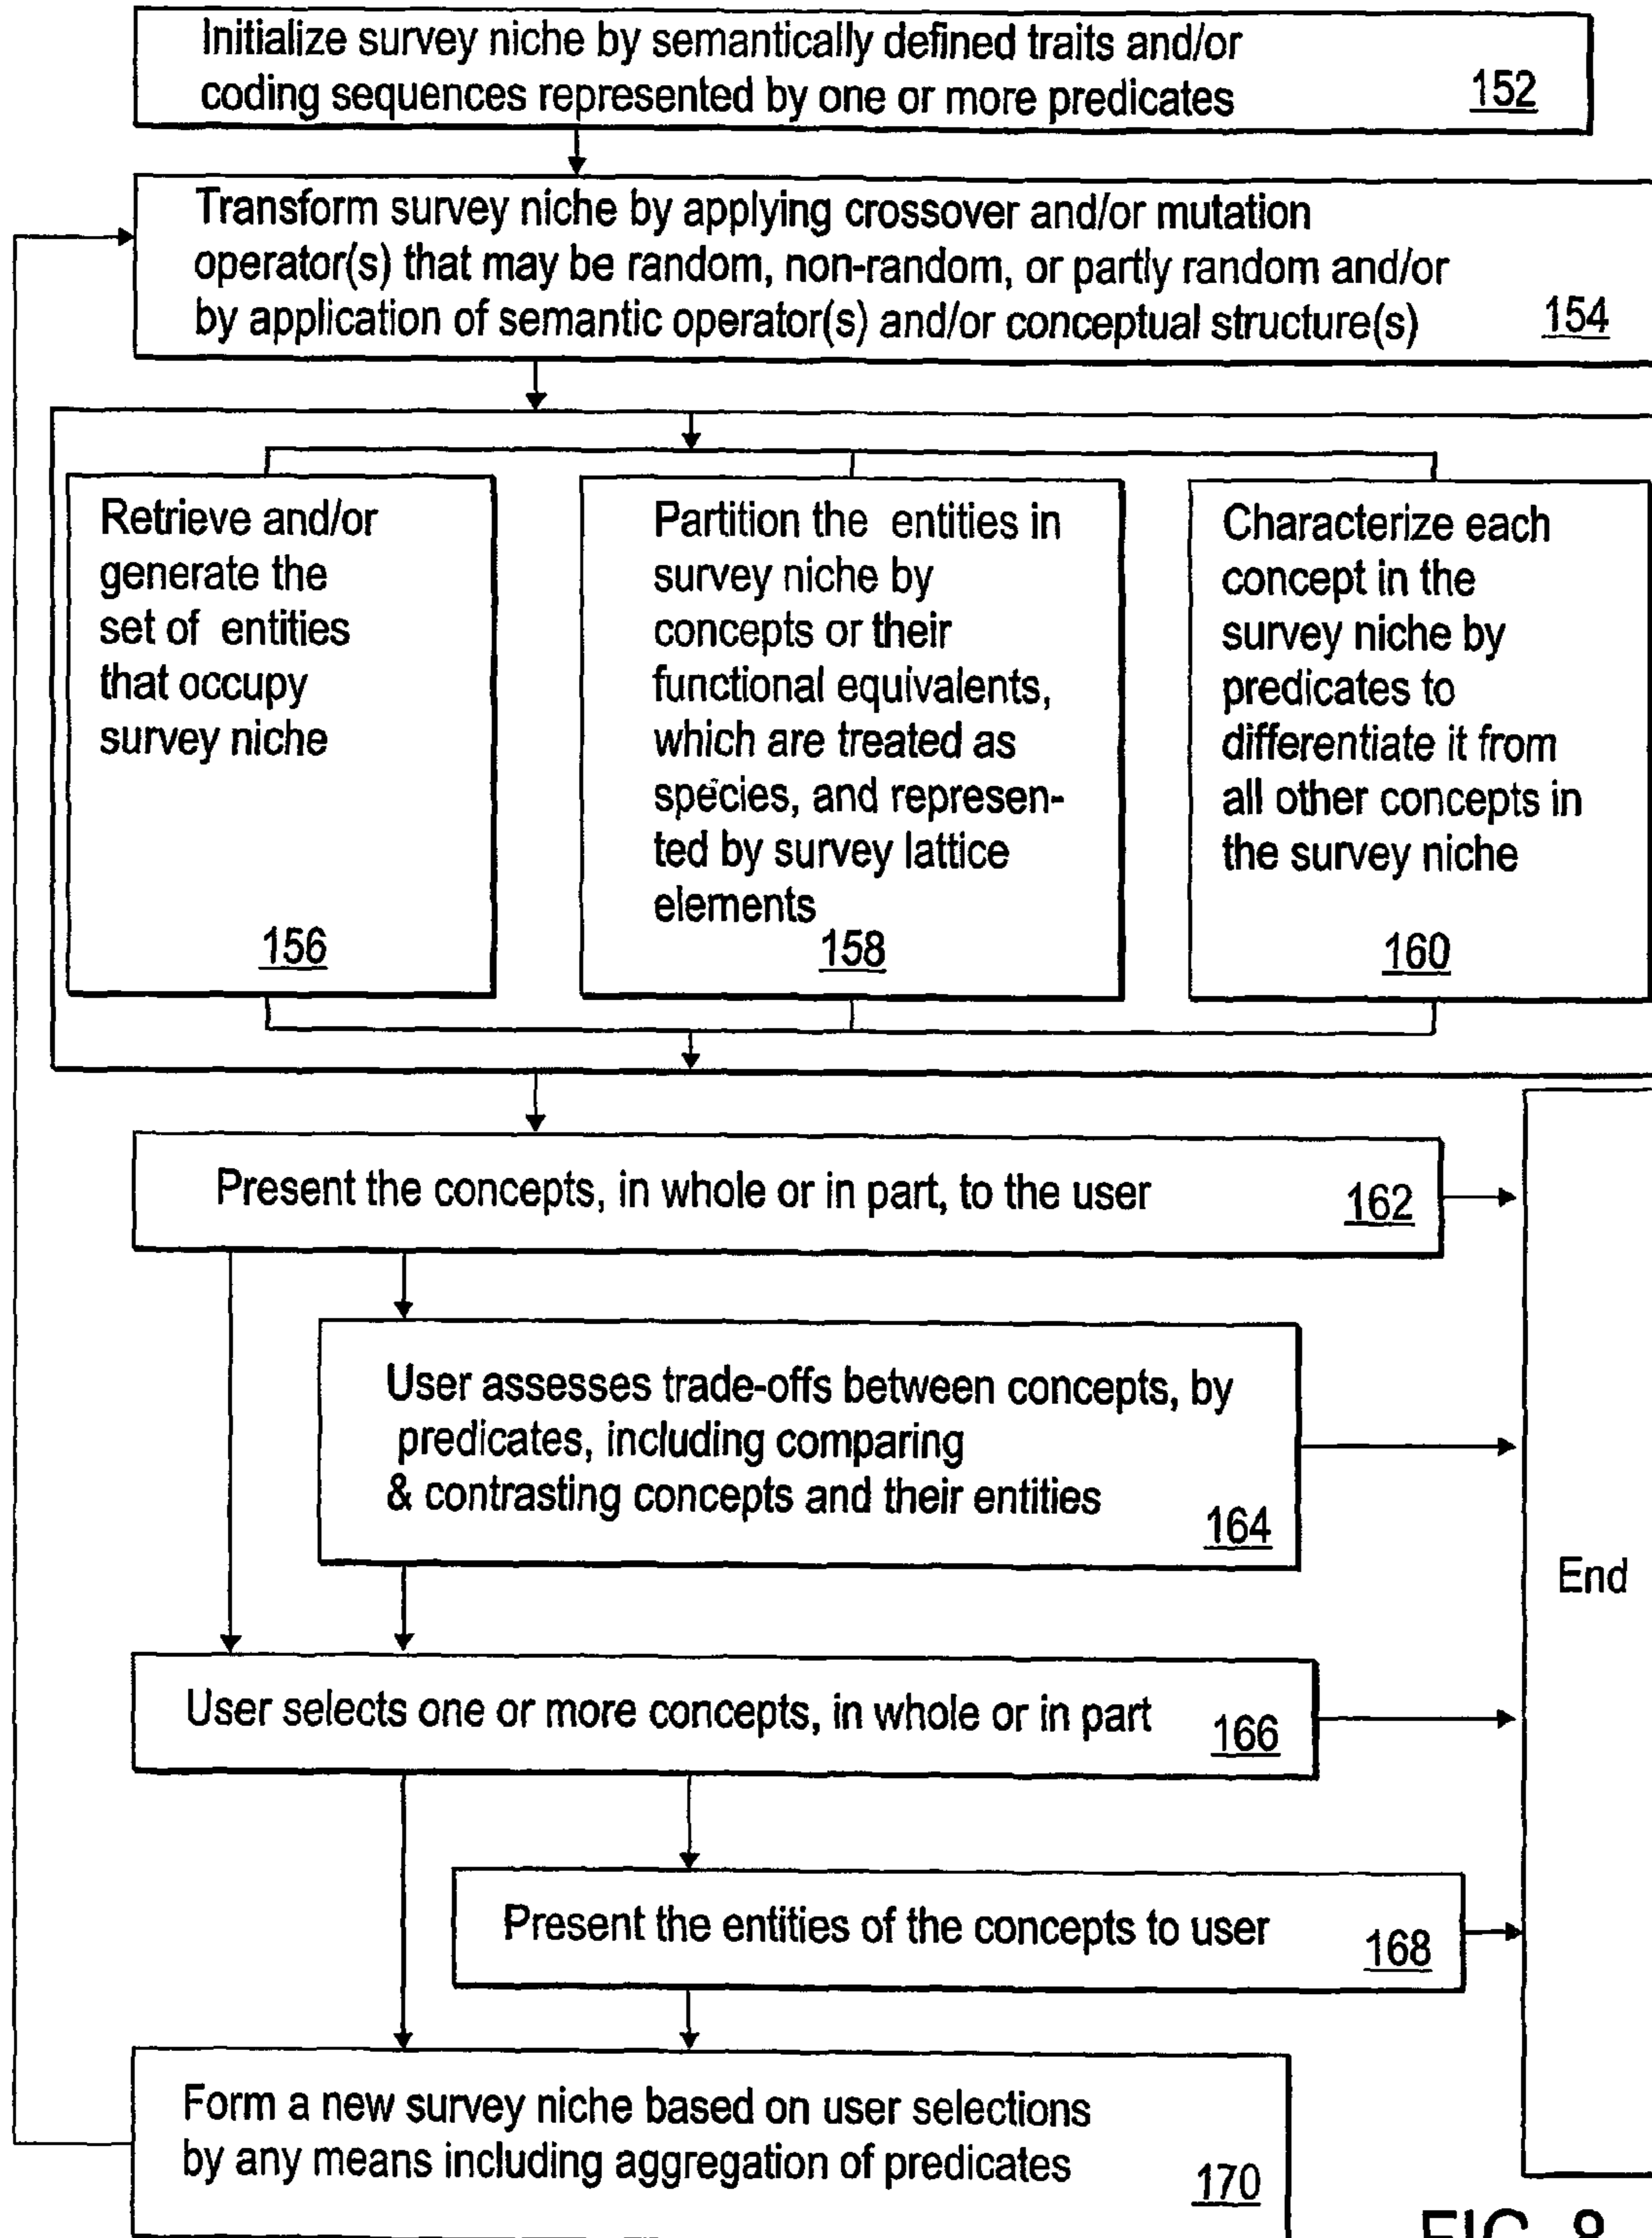 Initialize survey niche by semantically defined traits and/or
coding sequences represented by one or more predicates
152
Transform survey niche by applying crossover and/or mutation
operator(s) that may be random, non-random, or partly random and/or
by application of semantic operator(s) and/or conceptual structure(s)
154
Retrieve and/or
generate the
set of entities
that occupy
survey niche
156
Partition the entities in
survey niche by
concepts or their
functional equivalents,
which are treated as
species, and represen-
ted by survey lattice
elements
158
Characterize each
concept in the
survey niche by
predicates to
differentiate it from
all other concepts in
the survey niche
160
Present the concepts, in whole or in part, to the user
162
User assesses trade-offs between concepts, by
predicates, including comparing
& contrasting concepts and their entities
164
End
User selects one or more concepts, in whole or in part
166
Present the entities of the concepts to user
168
Form a new survey niche based on user selections
by any means including aggregation of predicates
170
FIG. 8